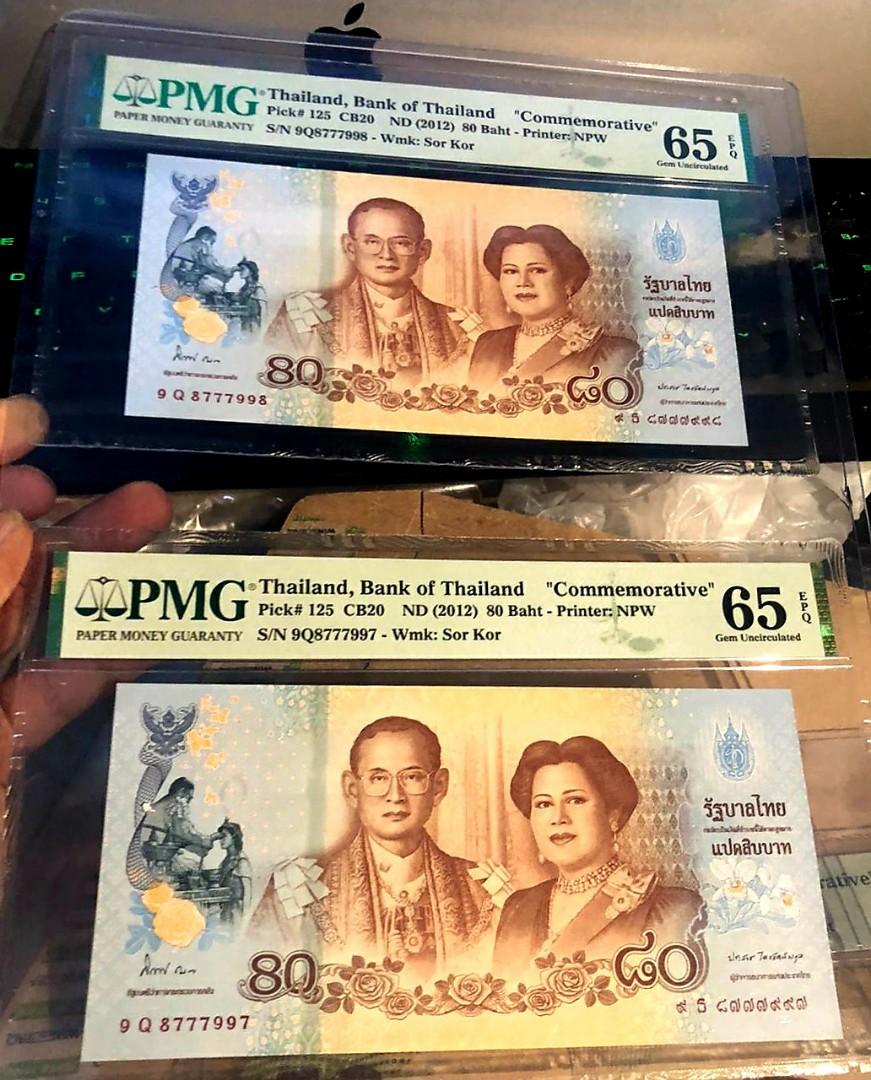 PMG
PAPER MONEY GUARANTY
Thailand, Bank of Thailand "Commemorative"
Pick# 125 CB20 ND (2012) 80 Baht - Printer: NPW
S/N 9Q8777998 - Wmk: Sor Kor
65 EPQ
Gem Uncirculated
รัฐบาลไทย
แปดสิบบาท
80
๘๐
9 Q 8777998
๙ ธ ๘๗๗๗๙๙๘
PMG
PAPER MONEY GUARANTY
Thailand, Bank of Thailand "Commemorative"
Pick# 125 CB20 ND (2012) 80 Baht - Printer: NPW
S/N 9Q8777997 - Wmk: Sor Kor
65 EPQ
Gem Uncirculated
รัฐบาลไทย
แปดสิบบาท
80
๘๐
9 Q 8777997
๙ ธ ๘๗๗๗๙๙๗